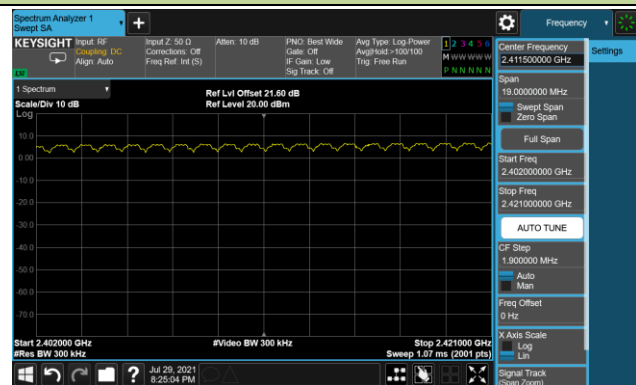 Spectrum Analyzer 1
Swept SA
Frequency
KEYSIGHT
Input: RF
Coupling: DC
Align: Auto
Input Z: 50 Ω
Corrections: Off
Freq Ref: Int (S)
Atten: 10 dB
PNO: Best Wide
Gate: Off
IF Gain: Low
Sig Track: Off
Avg Type: Log-Power
Avg|Hold:>100/100
Trig: Free Run
1 2 3 4 5 6
M W W W W W
P N N N N N
Center Frequency
2.411500000 GHz
Settings
Span
19.0000000 MHz
Swept Span
Zero Span
Full Span
Start Freq
2.402000000 GHz
Stop Freq
2.421000000 GHz
AUTO TUNE
CF Step
1.900000 MHz
Auto
Man
Freq Offset
0 Hz
X Axis Scale
Log
Lin
Signal Track
(Span Zoom)
1 Spectrum
Scale/Div 10 dB
Ref Lvl Offset 21.60 dB
Ref Level 20.00 dBm
Log
10.0
0.00
-10.0
-20.0
-30.0
-40.0
-50.0
-60.0
-70.0
Start 2.402000 GHz
#Res BW 300 kHz
#Video BW 300 kHz
Stop 2.421000 GHz
Sweep 1.07 ms (2001 pts)
Jul 29, 2021
8:25:04 PM